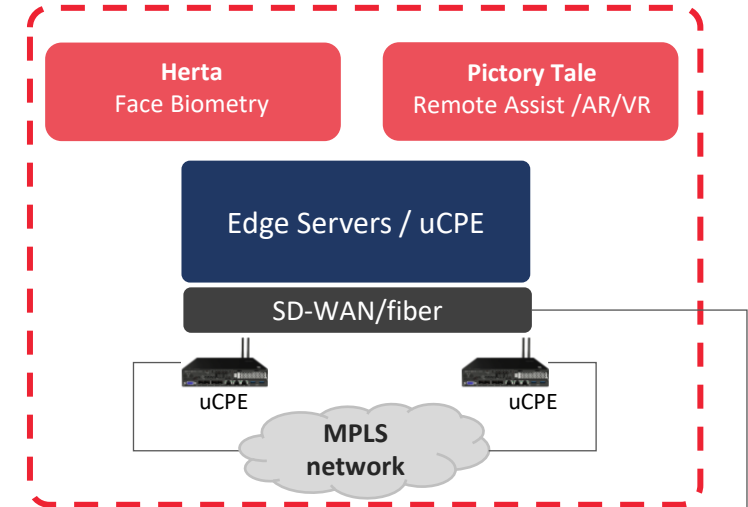 Herta
Face Biometry
Pictory Tale
Remote Assist /AR/VR
Edge Servers / uCPE
SD-WAN/fiber
uCPE
uCPE
MPLS
network